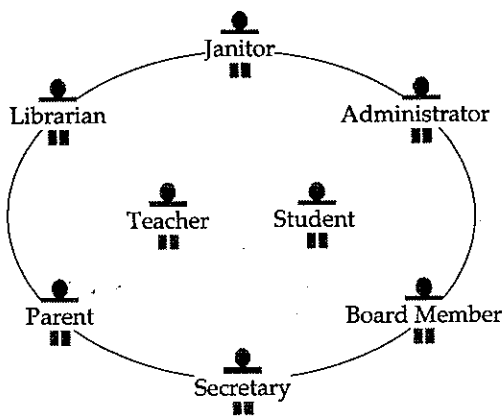 Janitor
Librarian
Administrator
Teacher
Student
Parent
Board Member
Secretary